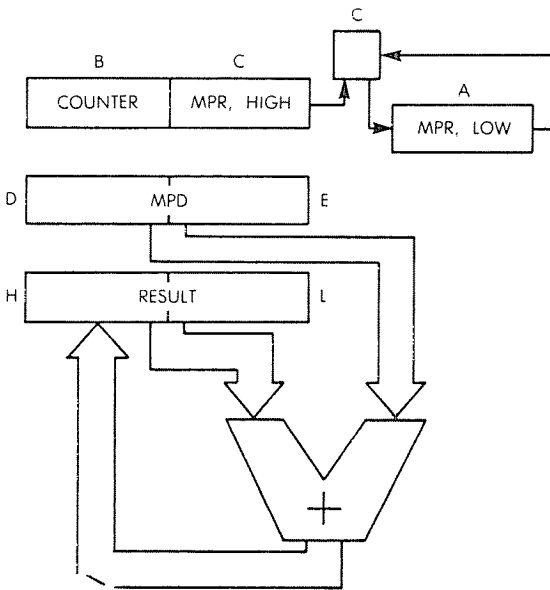 C
B C
COUNTER MPR, HIGH
A
MPR, LOW
D MPD E
H RESULT L
+